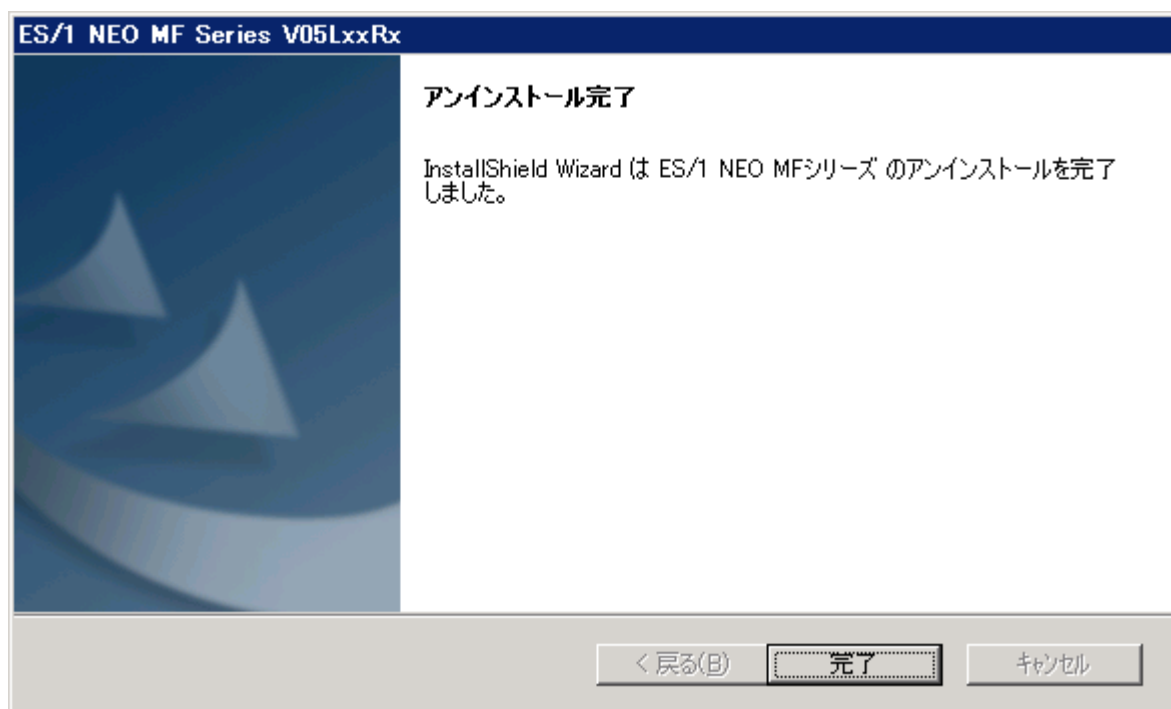 ES/1 NEO MF Series V05LxxRx
アンインストール完了
InstallShield Wizard は ES/1 NEO MFシリーズ のアンインストールを完了
しました。
< 戻る(B) 完了 キャンセル